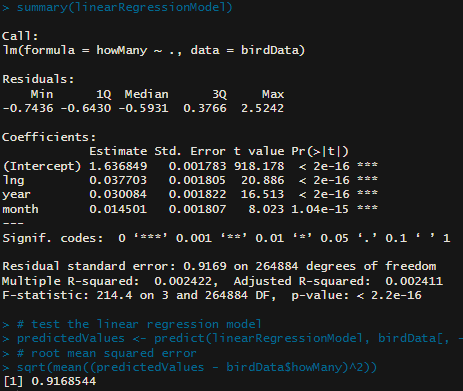 > summary(linearRegressionModel)
Call:
lm(formula = howMany ~ ., data = birdData)
Residuals:
    Min      1Q  Median      3Q     Max
-0.7436 -0.6430 -0.5931  0.3766  2.5242
Coefficients:
            Estimate Std. Error t value Pr(>|t|)
(Intercept) 1.636849   0.001783 918.178  < 2e-16 ***
lng         0.037703   0.001805  20.886  < 2e-16 ***
year        0.030084   0.001822  16.513  < 2e-16 ***
month       0.014501   0.001807   8.023 1.04e-15 ***
---
Signif. codes:  0 ‘***’ 0.001 ‘**’ 0.01 ‘*’ 0.05 ‘.’ 0.1 ‘ ’ 1
Residual standard error: 0.9169 on 264884 degrees of freedom
Multiple R-squared:  0.002422,	Adjusted R-squared:  0.002411
F-statistic: 214.4 on 3 and 264884 DF,  p-value: < 2.2e-16
> # test the linear regression model
> predictedValues <- predict(linearRegressionModel, birdData[, -
> # root mean squared error
> sqrt(mean((predictedValues - birdData$howMany)^2))
[1] 0.9168544